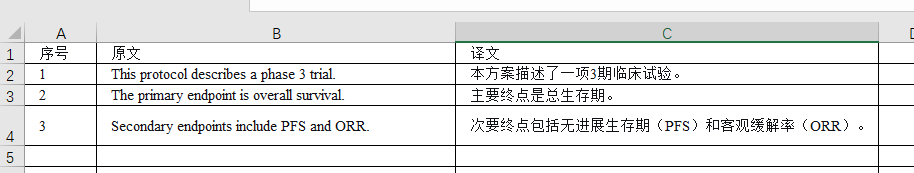 A B C
1 序号 原文 译文
2 1 This protocol describes a phase 3 trial. 本方案描述了一项3期临床试验。
3 2 The primary endpoint is overall survival. 主要终点是总生存期。
4 3 Secondary endpoints include PFS and ORR. 次要终点包括无进展生存期（PFS）和客观缓解率（ORR）。
5